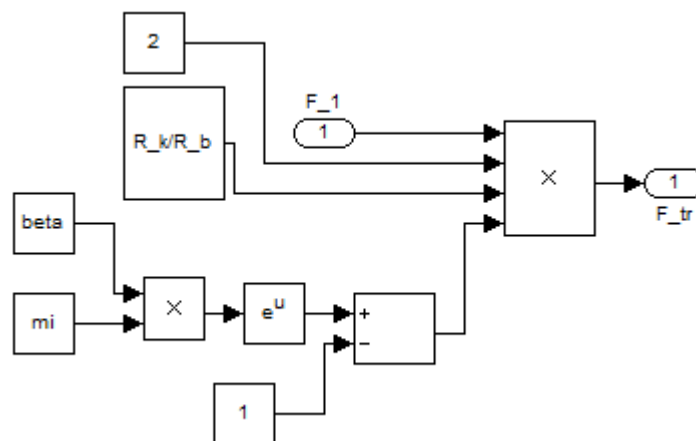 2
F_1
1
R_k/R_b
×
1
F_tr
beta
mi
×
e^u
+
−
1